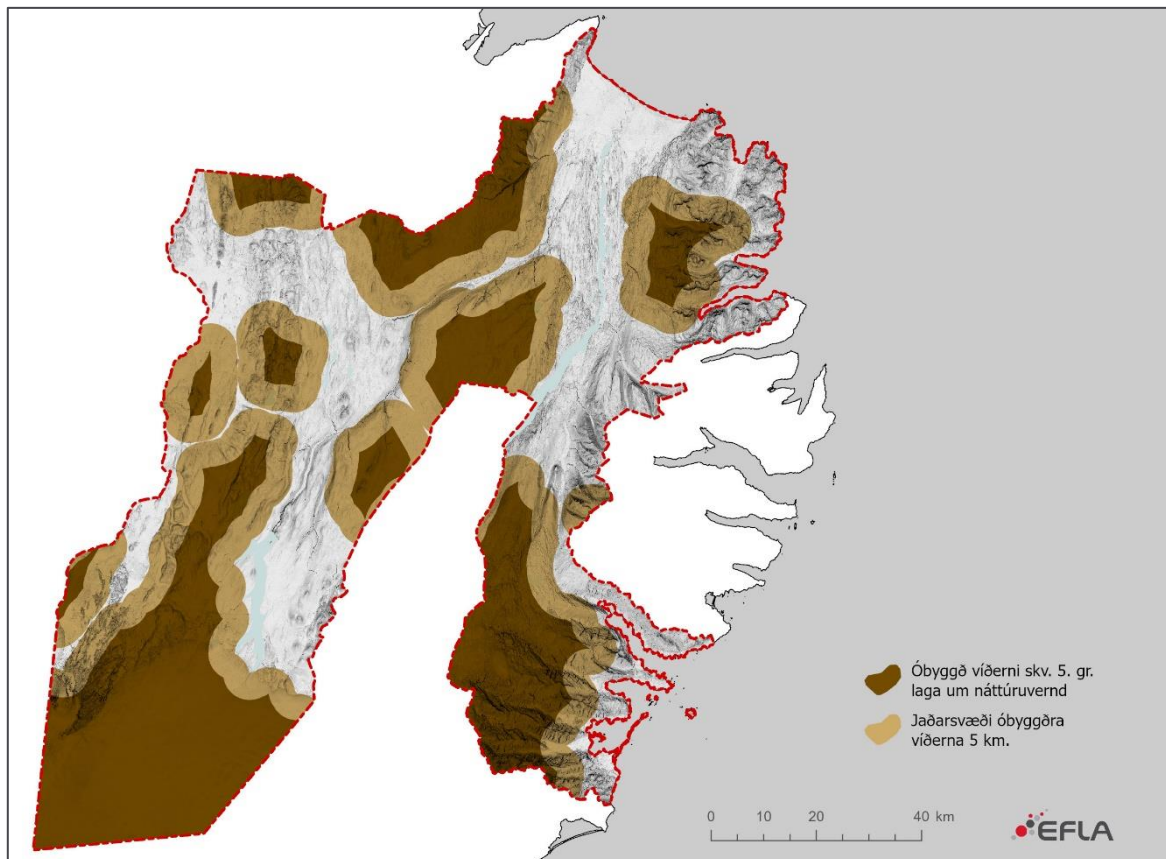 Óbyggð víðerni skv. 5. gr.
laga um náttúruvernd
Jaðarsvæði óbyggðra
víðerna 5 km.
0 10 20 40 km
EFLA